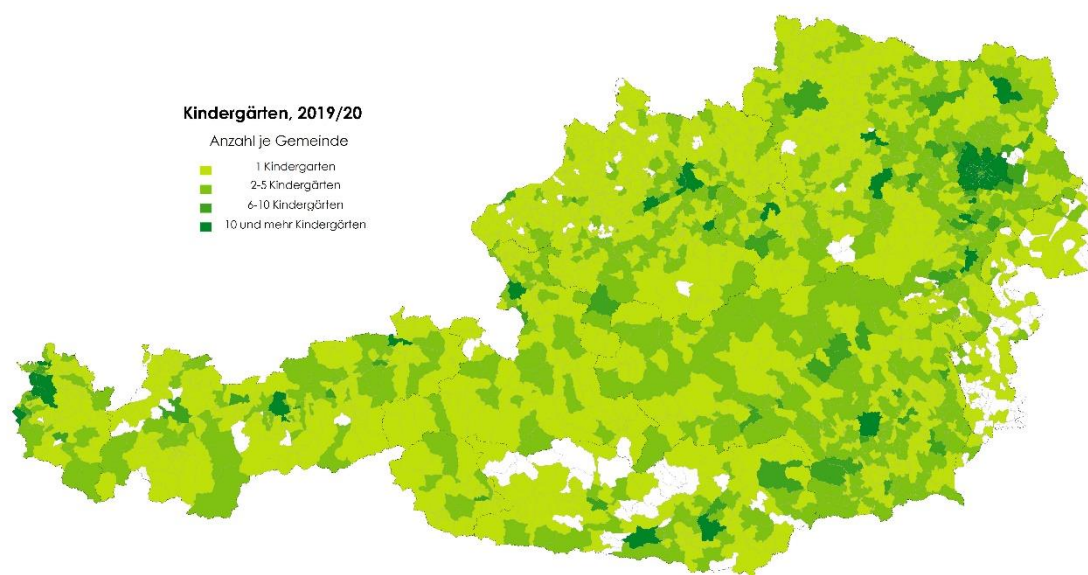 Kindergärten, 2019/20
Anzahl je Gemeinde
1 Kindergarten
2-5 Kindergärten
6-10 Kindergärten
10 und mehr Kindergärten